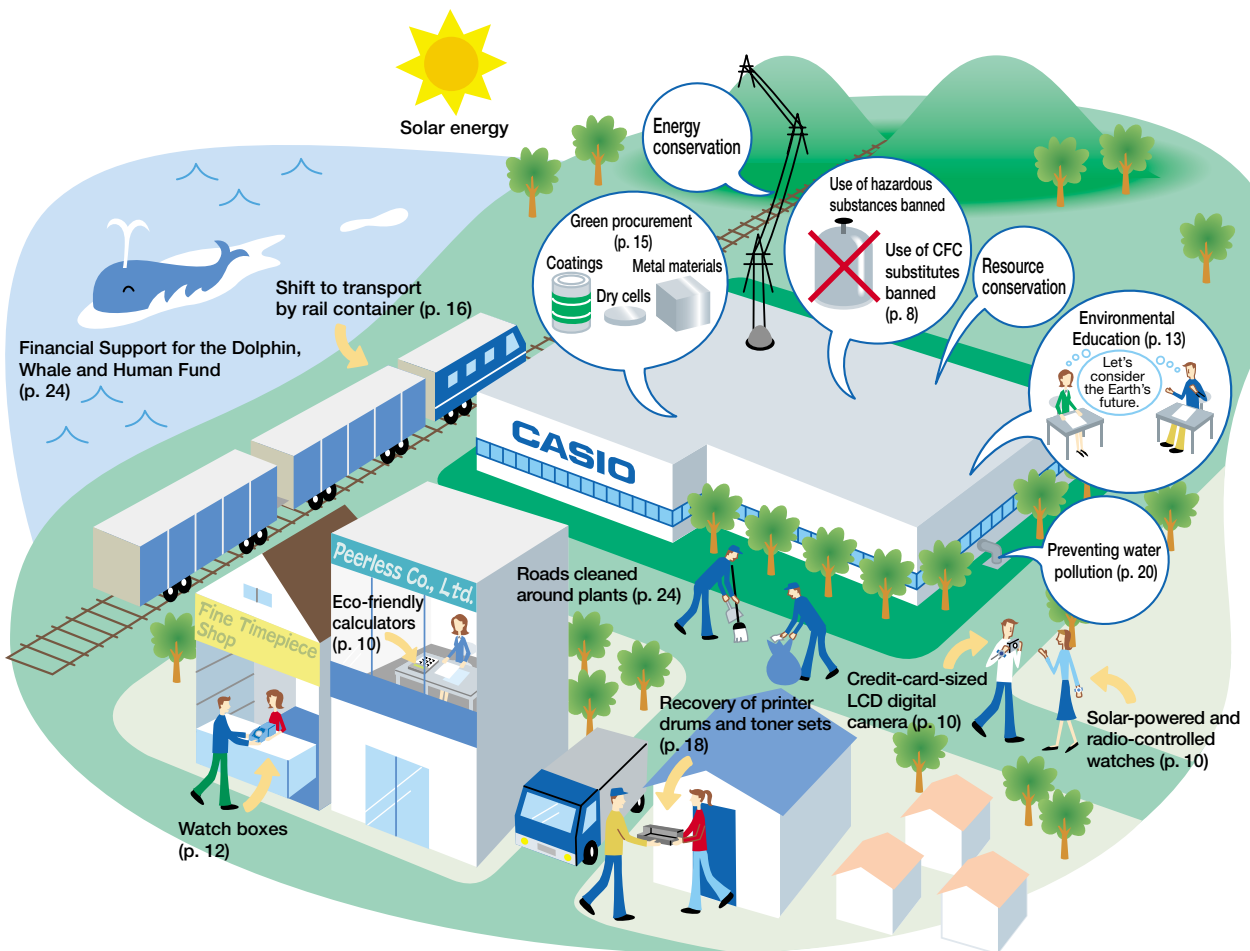 Solar energy
Energy
conservation
Use of hazardous
substances banned
Use of CFC
substitutes
banned
(p. 8)
Green procurement
(p. 15)
Coatings
Dry cells
Metal materials
Resource
conservation
Environmental
Education (p. 13)
Let's
consider
the Earth's
future.
Shift to transport
by rail container (p. 16)
Financial Support for the Dolphin,
Whale and Human Fund
(p. 24)
CASIO
Preventing water
pollution (p. 20)
Peerless Co., Ltd.
Roads cleaned
around plants (p. 24)
Eco-friendly
calculators
(p. 10)
Fine Timepiece
Shop
Credit-card-sized
LCD digital
camera (p. 10)
Recovery of printer
drums and toner sets
(p. 18)
Solar-powered and
radio-controlled
watches (p. 10)
Watch boxes
(p. 12)